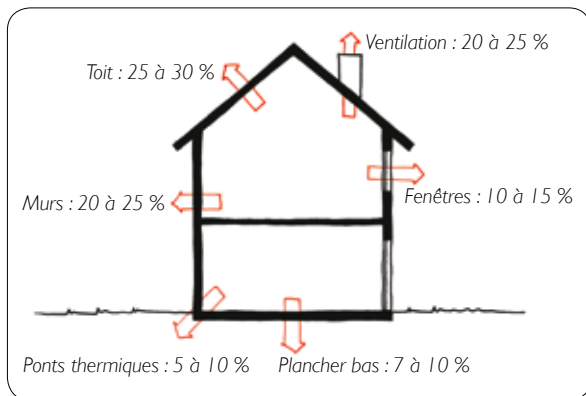 Ventilation : 20 à 25 %
Toit : 25 à 30 %
Murs : 20 à 25 %
Fenêtres : 10 à 15 %
Ponts thermiques : 5 à 10 %
Plancher bas : 7 à 10 %